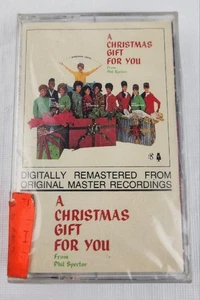 A
CHRISTMAS
GIFT
FOR YOU
From
Phil Spector
DIGITALLY REMASTERED FROM
ORIGINAL MASTER RECORDINGS
A
CHRISTMAS
GIFT
FOR YOU
From
Phil Spector